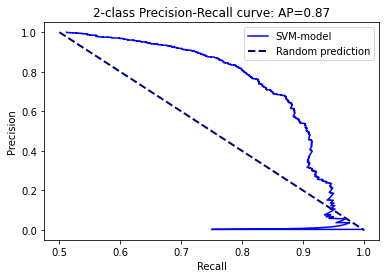 2-class Precision-Recall curve: AP=0.87
SVM-model
Random prediction
Precision
1.0
0.8
0.6
0.4
0.2
0.0
0.5 0.6 0.7 0.8 0.9 1.0
Recall